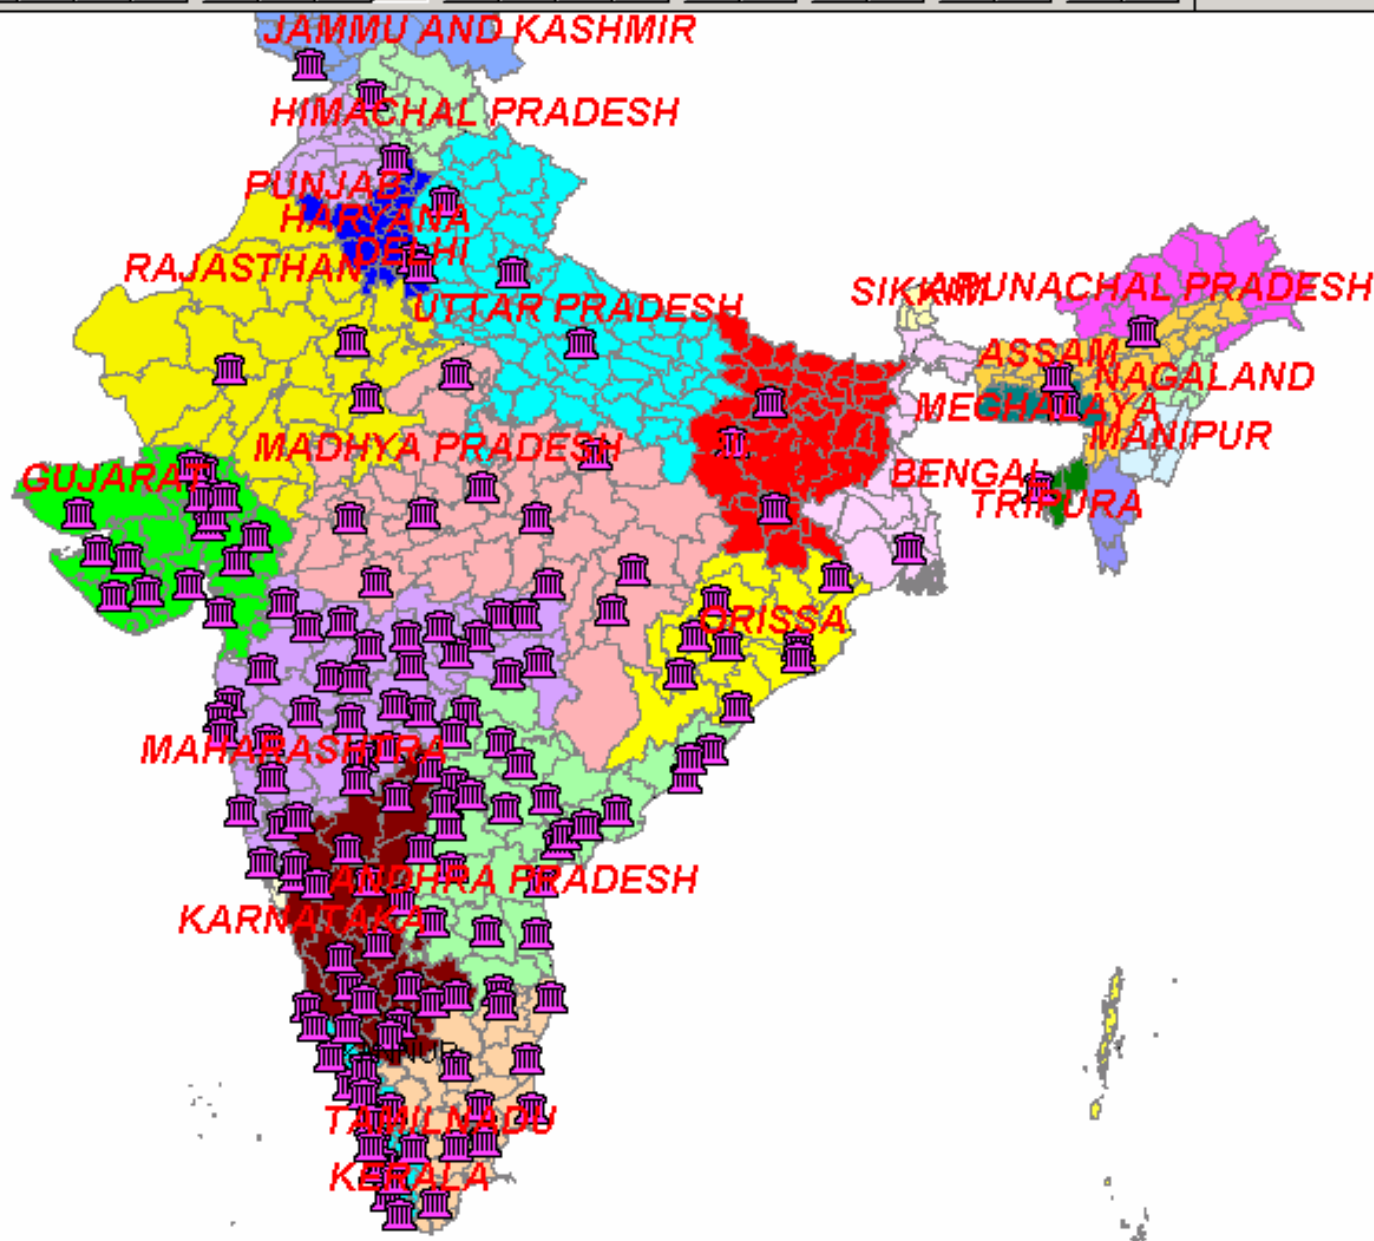 JAMMU AND KASHMIR
HIMACHAL PRADESH
PUNJAB
HARYANA
DELHI
RAJASTHAN
UTTAR PRADESH
SIKKIM
ARUNACHAL PRADESH
ASSAM
NAGALAND
MEGHALAYA
MANIPUR
MADHYA PRADESH
GUJARAT
BENGAL
TRIPURA
ORISSA
MAHARASHTRA
ANDHRA PRADESH
KARNATAKA
TAMILNADU
KERALA